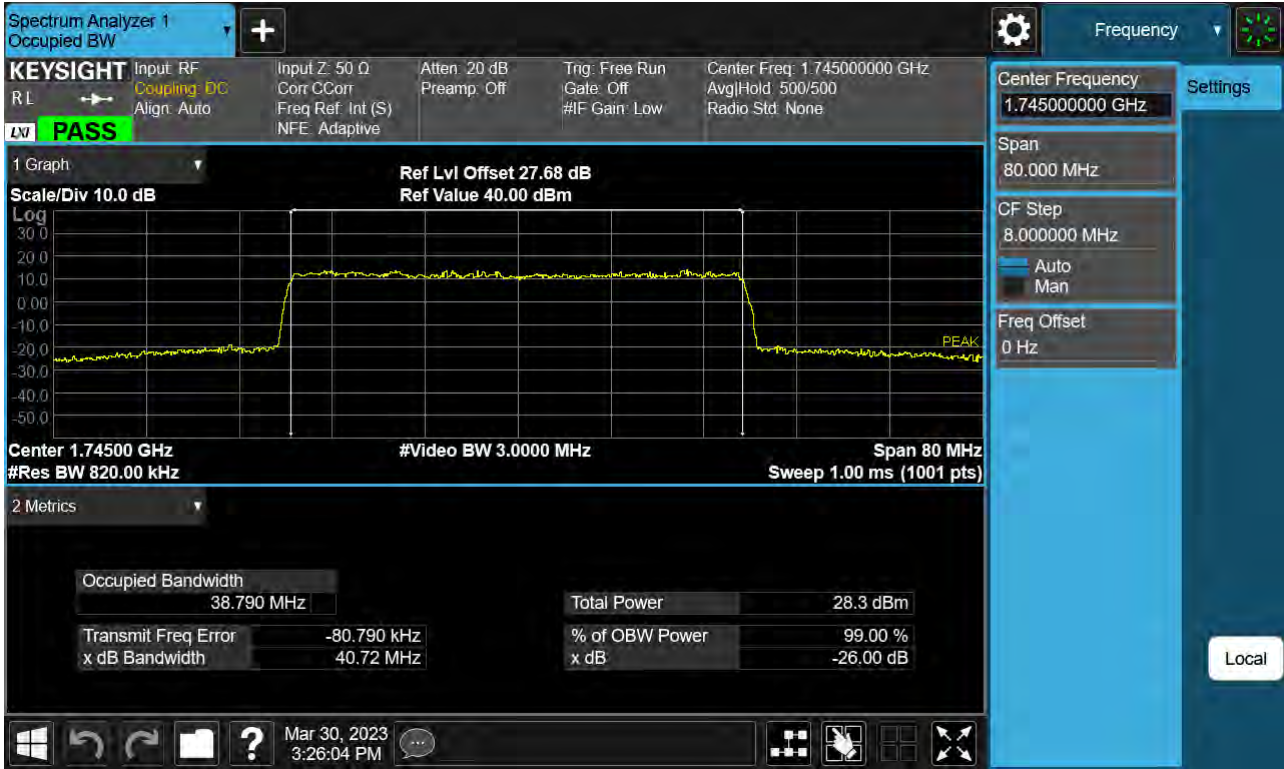 Spectrum Analyzer 1
Occupied BW
Frequency
KEYSIGHT
R L
LXI PASS
Input: RF
Coupling: DC
Align: Auto
Input Z: 50 Ω
Corr CCorr
Freq Ref: Int (S)
NFE: Adaptive
Atten: 20 dB
Preamp: Off
Trig: Free Run
Gate: Off
#IF Gain: Low
Center Freq: 1.745000000 GHz
Avg|Hold: 500/500
Radio Std: None
1 Graph
Scale/Div 10.0 dB
Ref Lvl Offset 27.68 dB
Ref Value 40.00 dBm
Log
30.0
20.0
10.0
0.00
-10.0
-20.0
-30.0
-40.0
-50.0
PEAK
Center 1.74500 GHz
#Video BW 3.0000 MHz
Span 80 MHz
#Res BW 820.00 kHz
Sweep 1.00 ms (1001 pts)
2 Metrics
Occupied Bandwidth
38.790 MHz
Total Power 28.3 dBm
Transmit Freq Error -80.790 kHz
% of OBW Power 99.00 %
x dB Bandwidth 40.72 MHz
x dB -26.00 dB
Mar 30, 2023
3:26:04 PM
?
Center Frequency
1.745000000 GHz
Settings
Span
80.000 MHz
CF Step
8.000000 MHz
Auto
Man
Freq Offset
0 Hz
Local